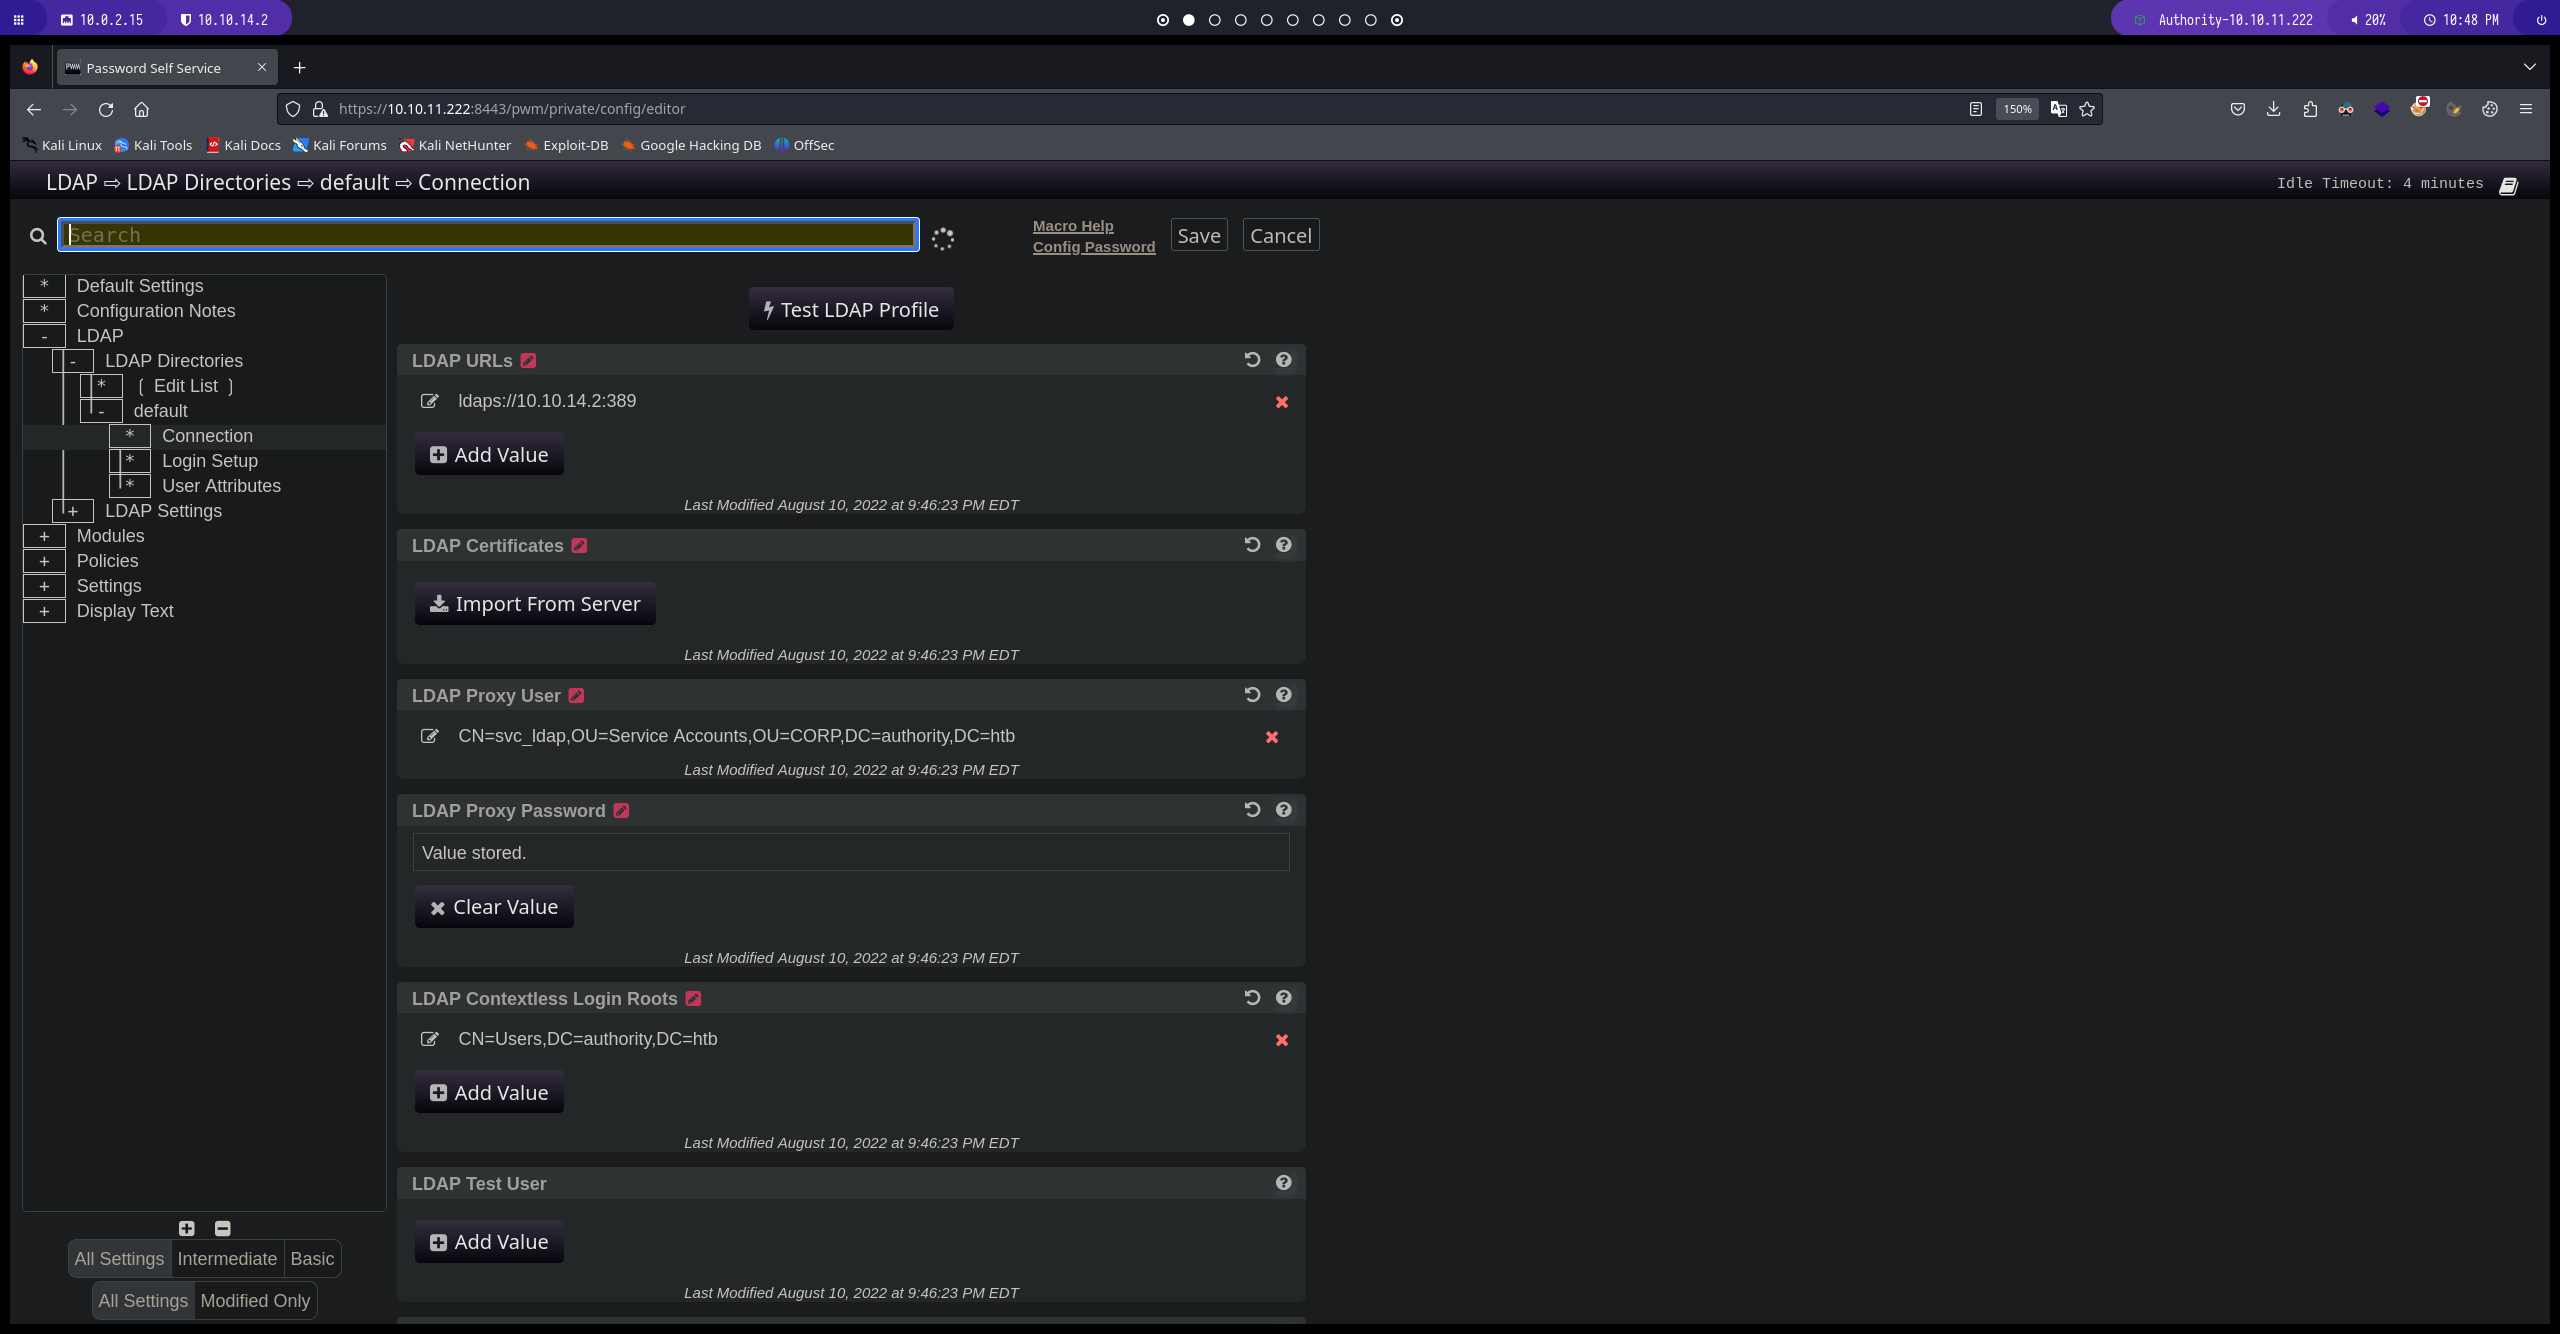 10.0.2.15 10.10.14.2 Authority-10.10.11.222 20% 10:48 PM
PWM Password Self Service
https://10.10.11.222:8443/pwm/private/config/editor 150%
Kali Linux Kali Tools Kali Docs Kali Forums Kali NetHunter Exploit-DB Google Hacking DB OffSec
LDAP ⇨ LDAP Directories ⇨ default ⇨ Connection Idle Timeout: 4 minutes
Search
Macro Help
Config Password
Save Cancel
* Default Settings
* Configuration Notes
- LDAP
- LDAP Directories
* [ Edit List ]
- default
* Connection
* Login Setup
* User Attributes
+ LDAP Settings
+ Modules
+ Policies
+ Settings
+ Display Text
All Settings Intermediate Basic
All Settings Modified Only
Test LDAP Profile
LDAP URLs
ldaps://10.10.14.2:389
Add Value
Last Modified August 10, 2022 at 9:46:23 PM EDT
LDAP Certificates
Import From Server
Last Modified August 10, 2022 at 9:46:23 PM EDT
LDAP Proxy User
CN=svc_ldap,OU=Service Accounts,OU=CORP,DC=authority,DC=htb
Last Modified August 10, 2022 at 9:46:23 PM EDT
LDAP Proxy Password
Value stored.
Clear Value
Last Modified August 10, 2022 at 9:46:23 PM EDT
LDAP Contextless Login Roots
CN=Users,DC=authority,DC=htb
Add Value
Last Modified August 10, 2022 at 9:46:23 PM EDT
LDAP Test User
Add Value
Last Modified August 10, 2022 at 9:46:23 PM EDT